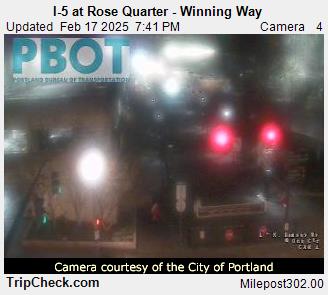 I-5 at Rose Quarter - Winning Way
Updated Feb 17 2025 7:41 PM Camera 4
PBOT
PORTLAND BUREAU OF TRANSPORTATION
Camera courtesy of the City of Portland
TripCheck.com Milepost302.00